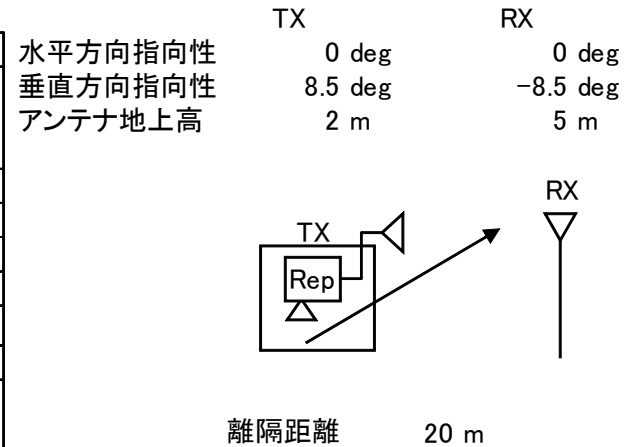 TX RX
水平方向指向性 0 deg 0 deg
垂直方向指向性 8.5 deg -8.5 deg
アンテナ地上高 2 m 5 m
RX
TX
Rep
離隔距離 20 m